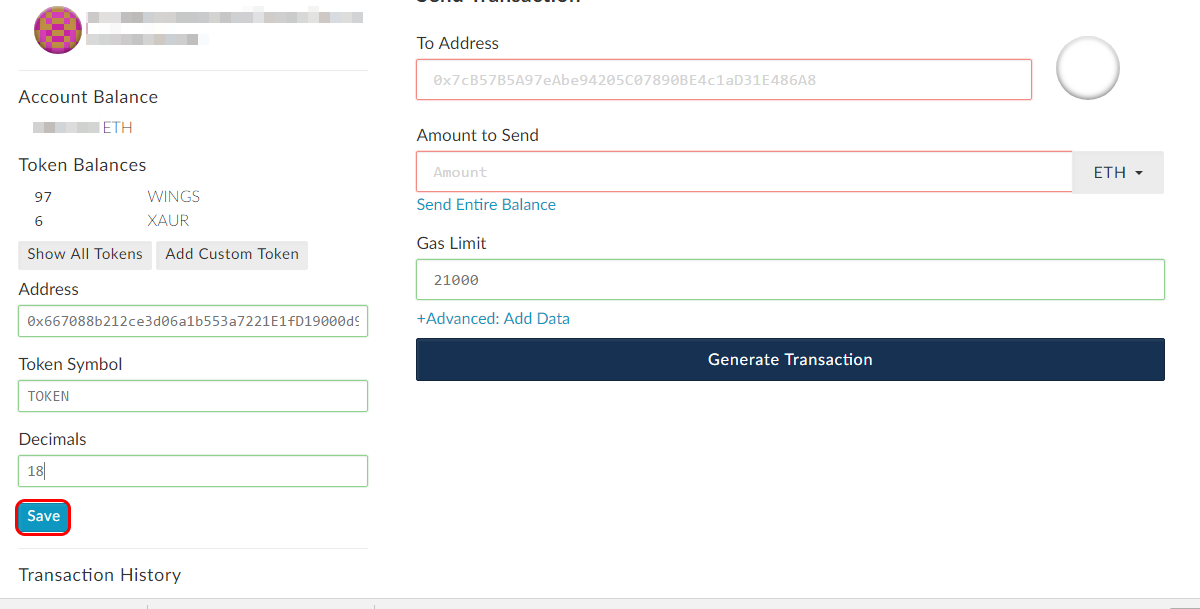 Send Transaction
ETH
Account Balance
Token Balances
97 WINGS
6 XAUR
Show All Tokens Add Custom Token
Address
0x667088b212ce3d06a1b553a7221E1fD19000d9
Token Symbol
TOKEN
Decimals
18
Save
Transaction History
To Address
0x7cB57B5A97eAbe94205C07890BE4c1aD31E486A8
Amount to Send
Amount
ETH
Send Entire Balance
Gas Limit
21000
+Advanced: Add Data
Generate Transaction